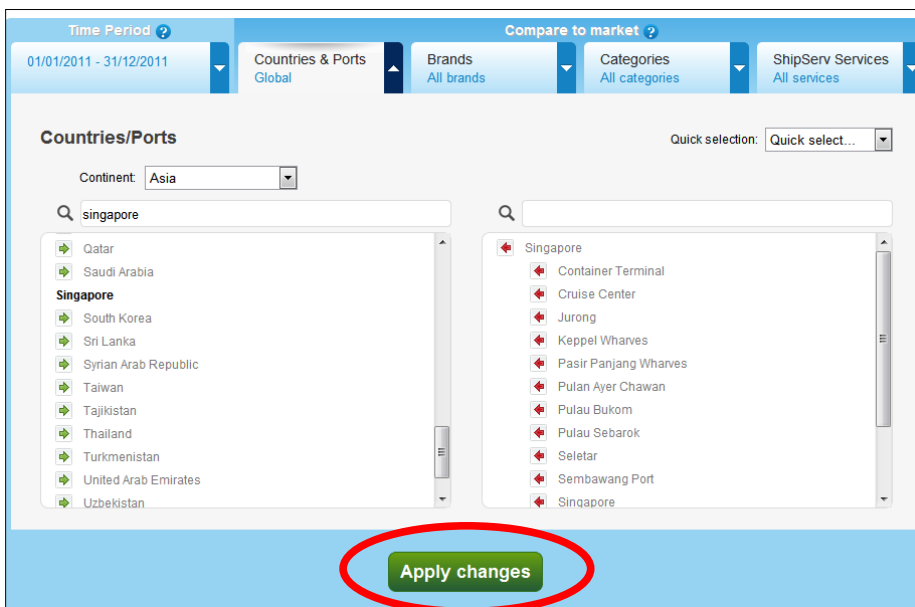 Time Period ?
Compare to market ?
01/01/2011 - 31/12/2011
Countries & Ports
Global
Brands
All brands
Categories
All categories
ShipServ Services
All services
Countries/Ports
Quick selection: Quick select...
Continent: Asia
singapore
Qatar
Saudi Arabia
Singapore
South Korea
Sri Lanka
Syrian Arab Republic
Taiwan
Tajikistan
Thailand
Turkmenistan
United Arab Emirates
Uzbekistan
Singapore
Container Terminal
Cruise Center
Jurong
Keppel Wharves
Pasir Panjang Wharves
Pulan Ayer Chawan
Pulau Bukom
Pulau Sebarok
Seletar
Sembawang Port
Singapore
Apply changes